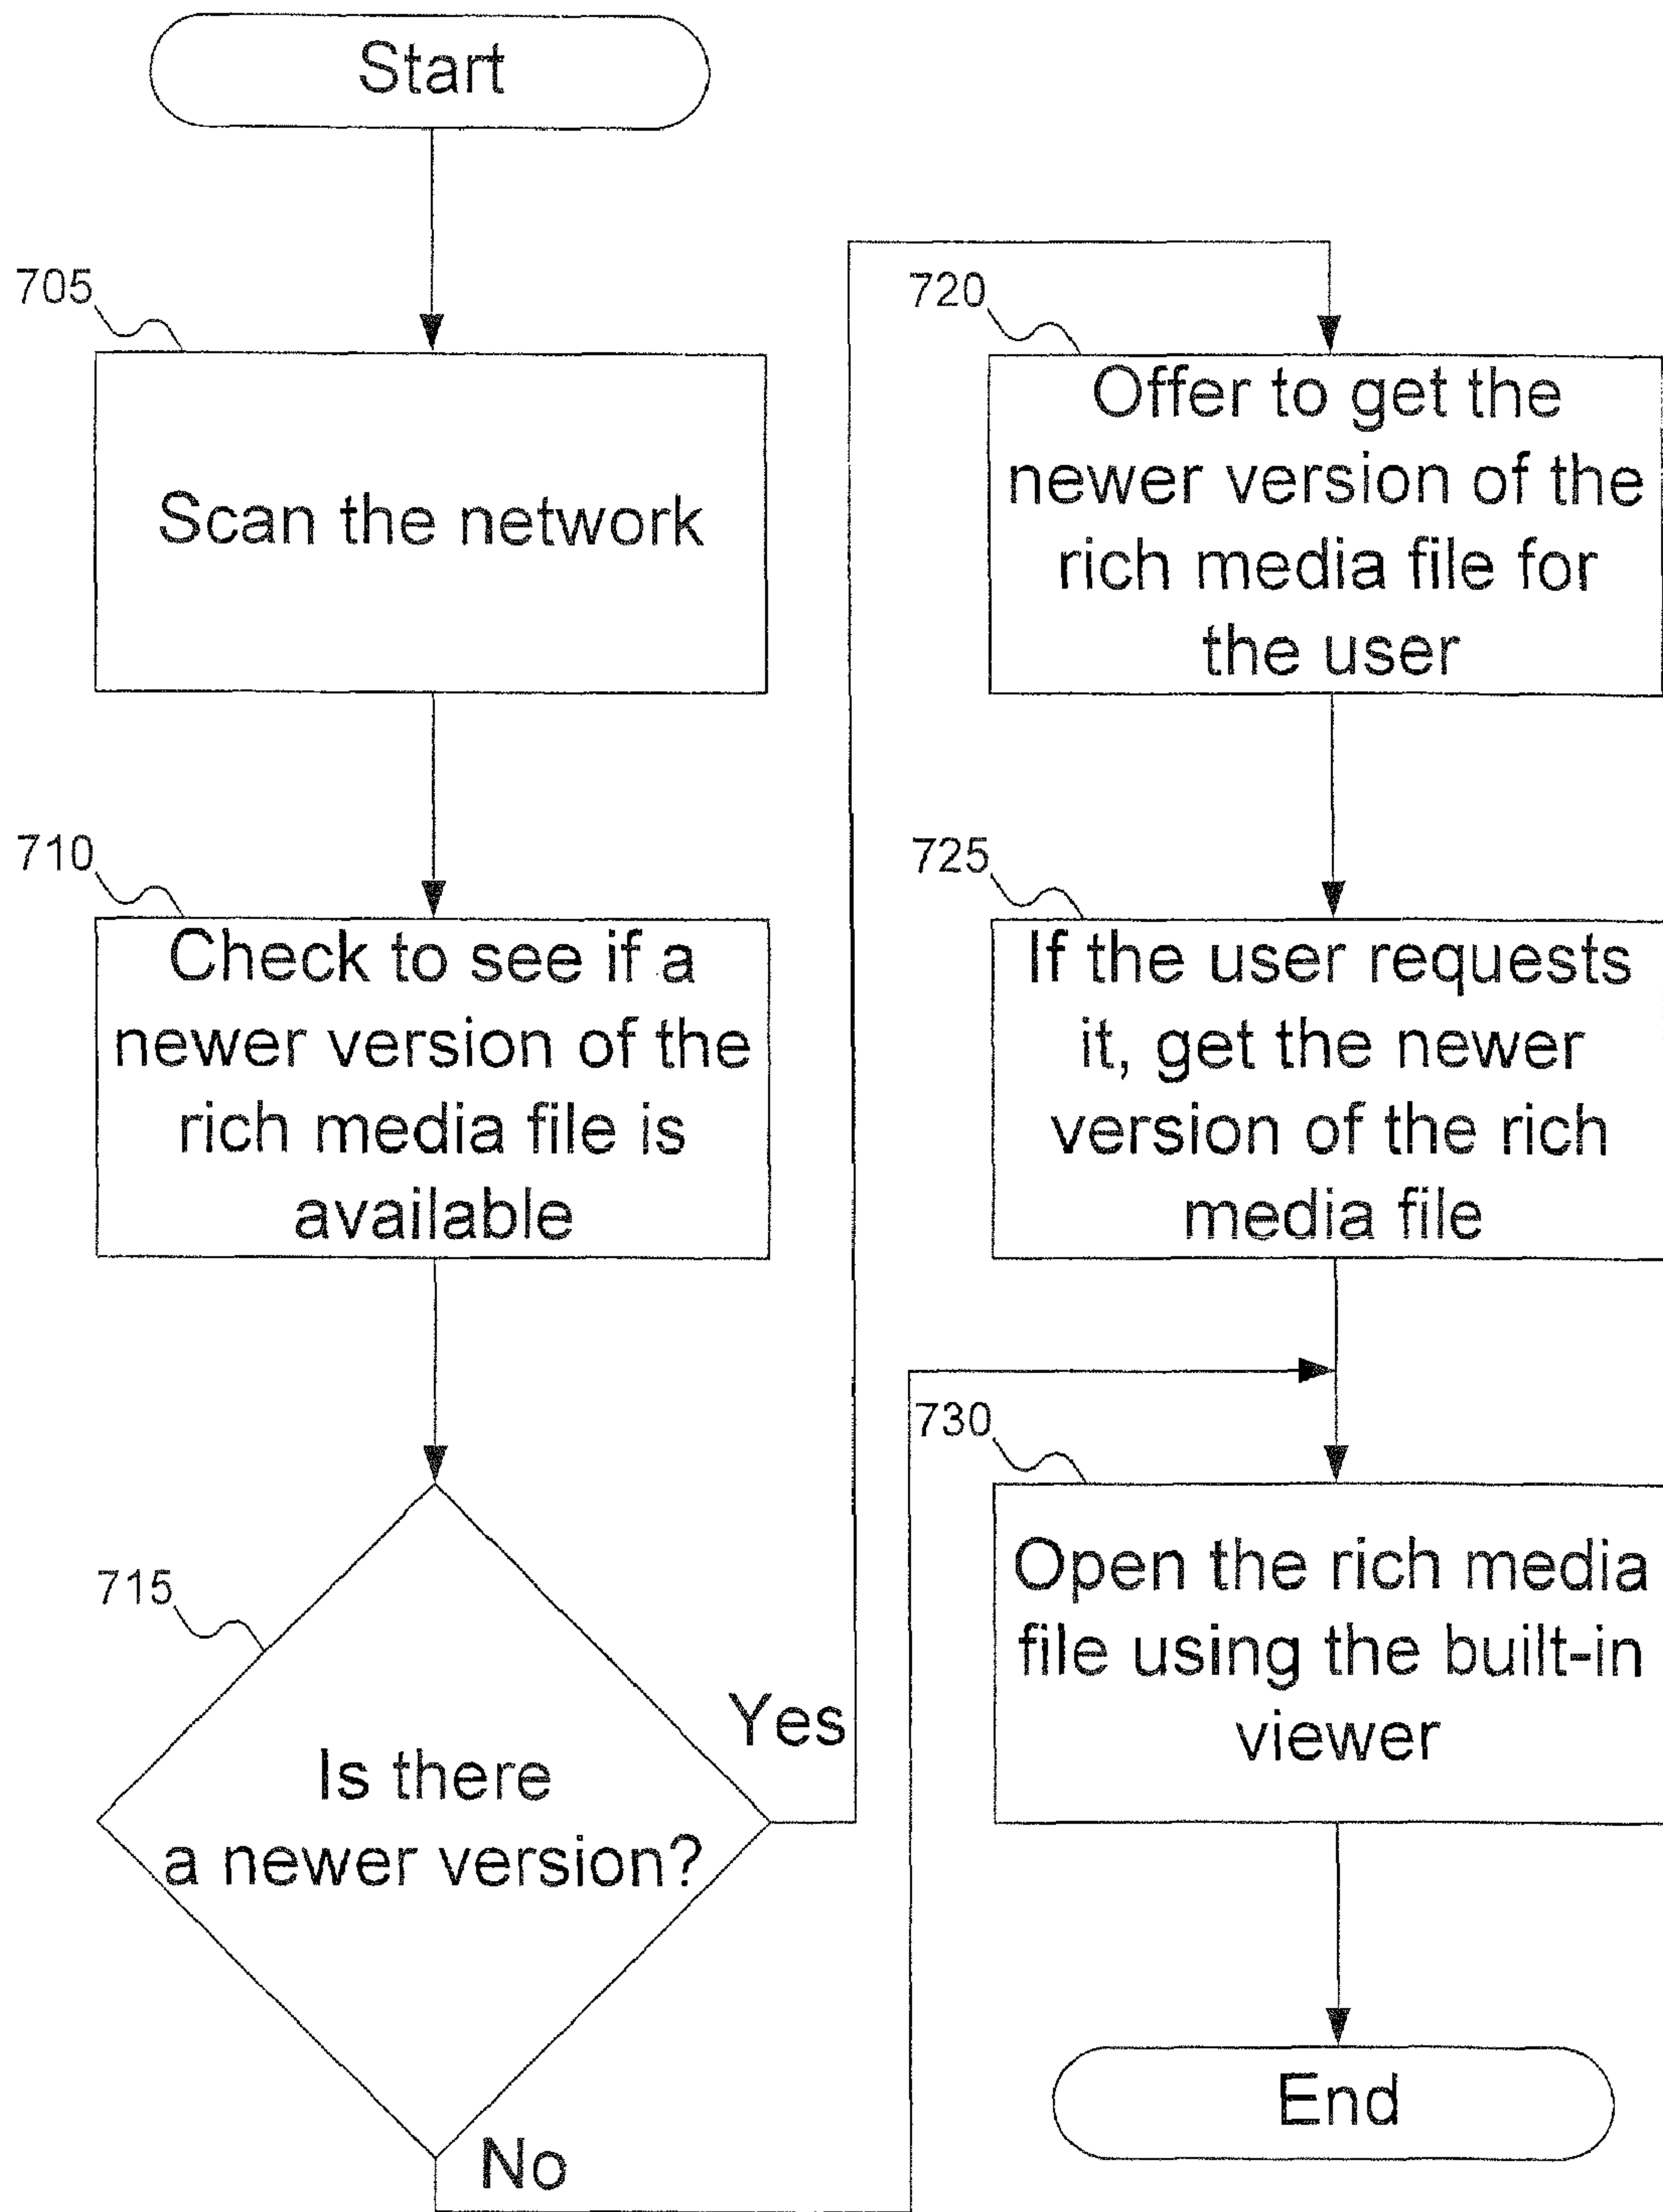 Start
705
Scan the network
710
Check to see if a
newer version of the
rich media file is
available
715
Is there
a newer version?
Yes
No
720
Offer to get the
newer version of the
rich media file for
the user
725
If the user requests
it, get the newer
version of the rich
media file
730
Open the rich media
file using the built-in
viewer
End